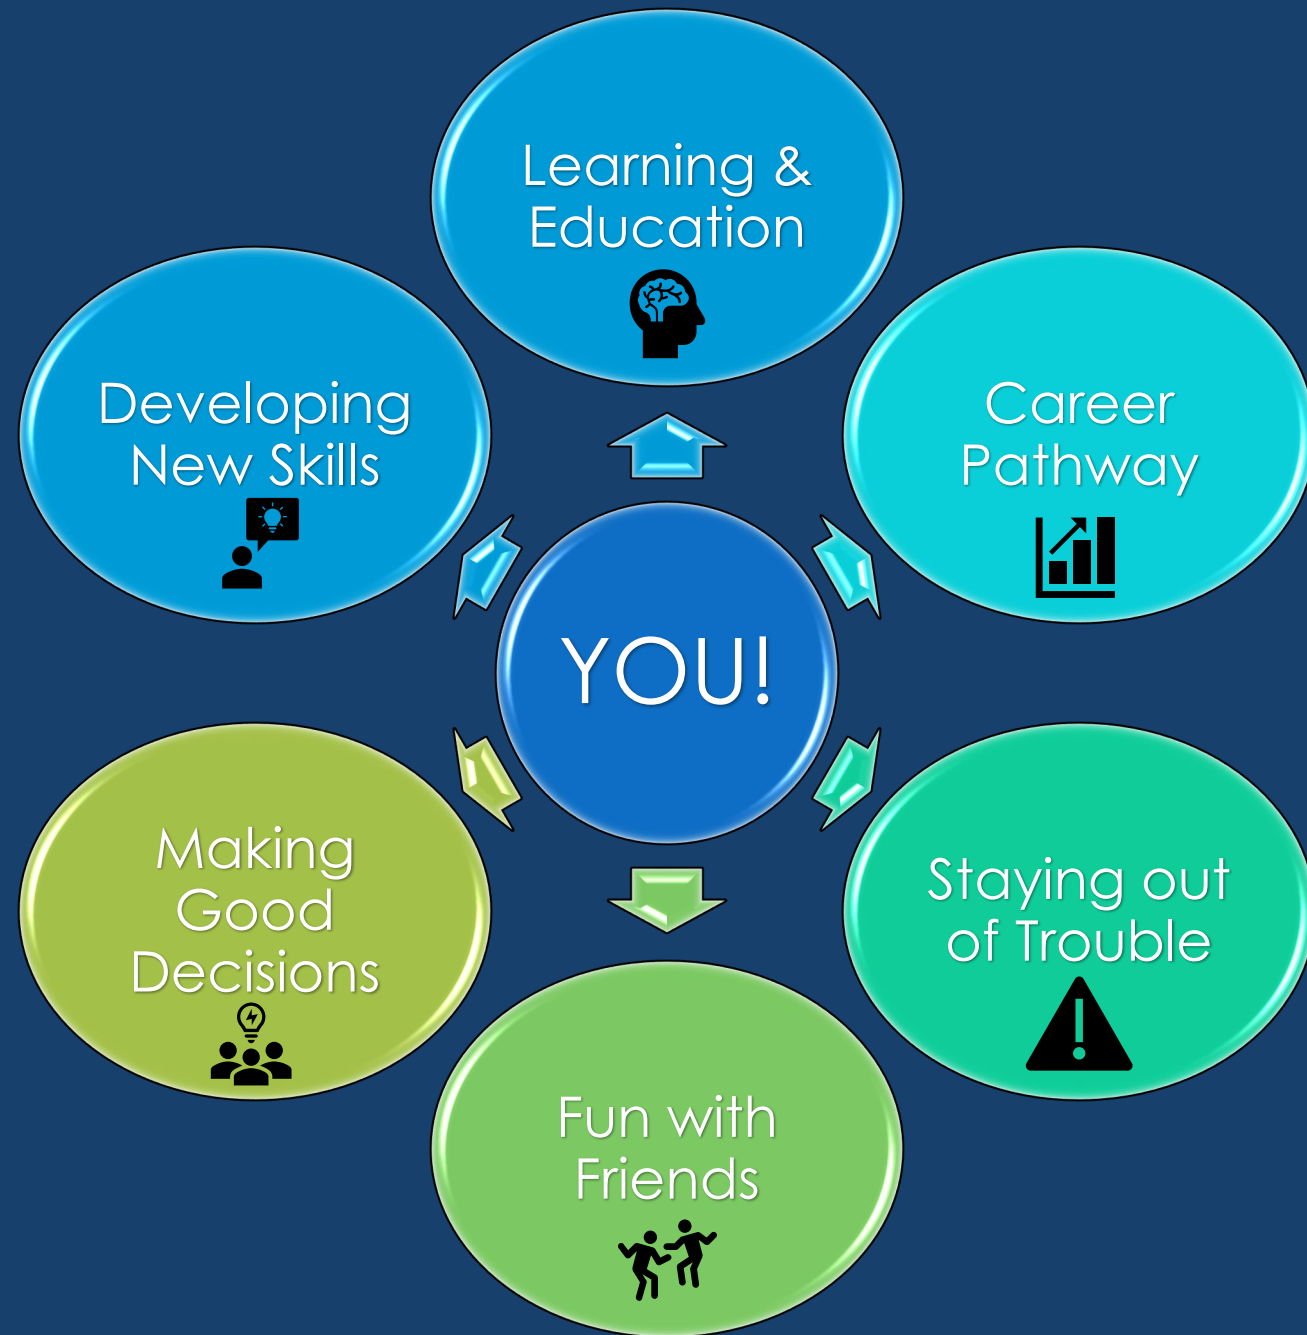 Learning &
Education
Career
Pathway
Staying out
of Trouble
Fun with
Friends
Making
Good
Decisions
Developing
New Skills
YOU!